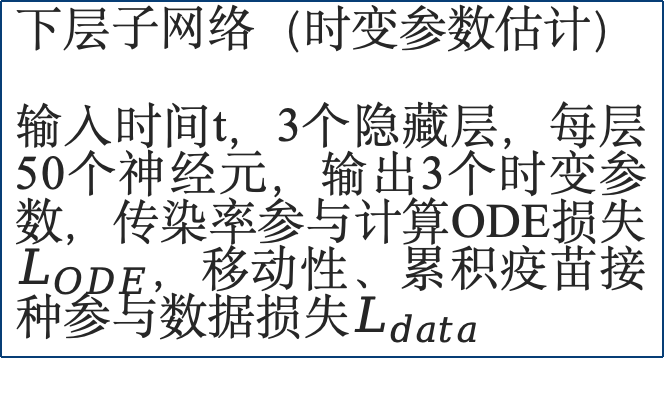 下层子网络（时变参数估计）
输入时间t，3个隐藏层，每层
50个神经元，输出3个时变参
数，传染率参与计算ODE损失
L_{ODE}，移动性、累积疫苗接
种参与数据损失L_{data}